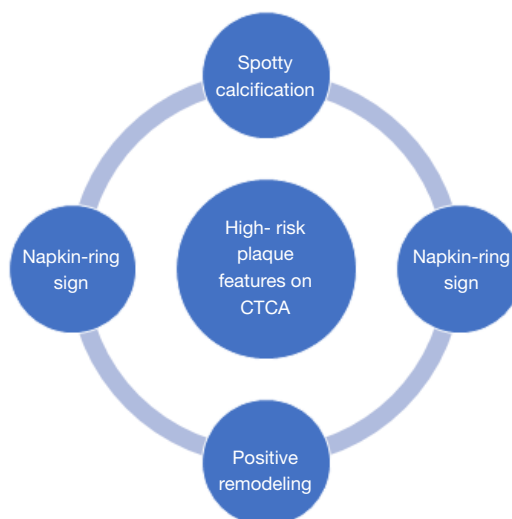 Spotty
calcification
Napkin-ring
sign
High- risk
plaque
features on
CTCA
Napkin-ring
sign
Positive
remodeling